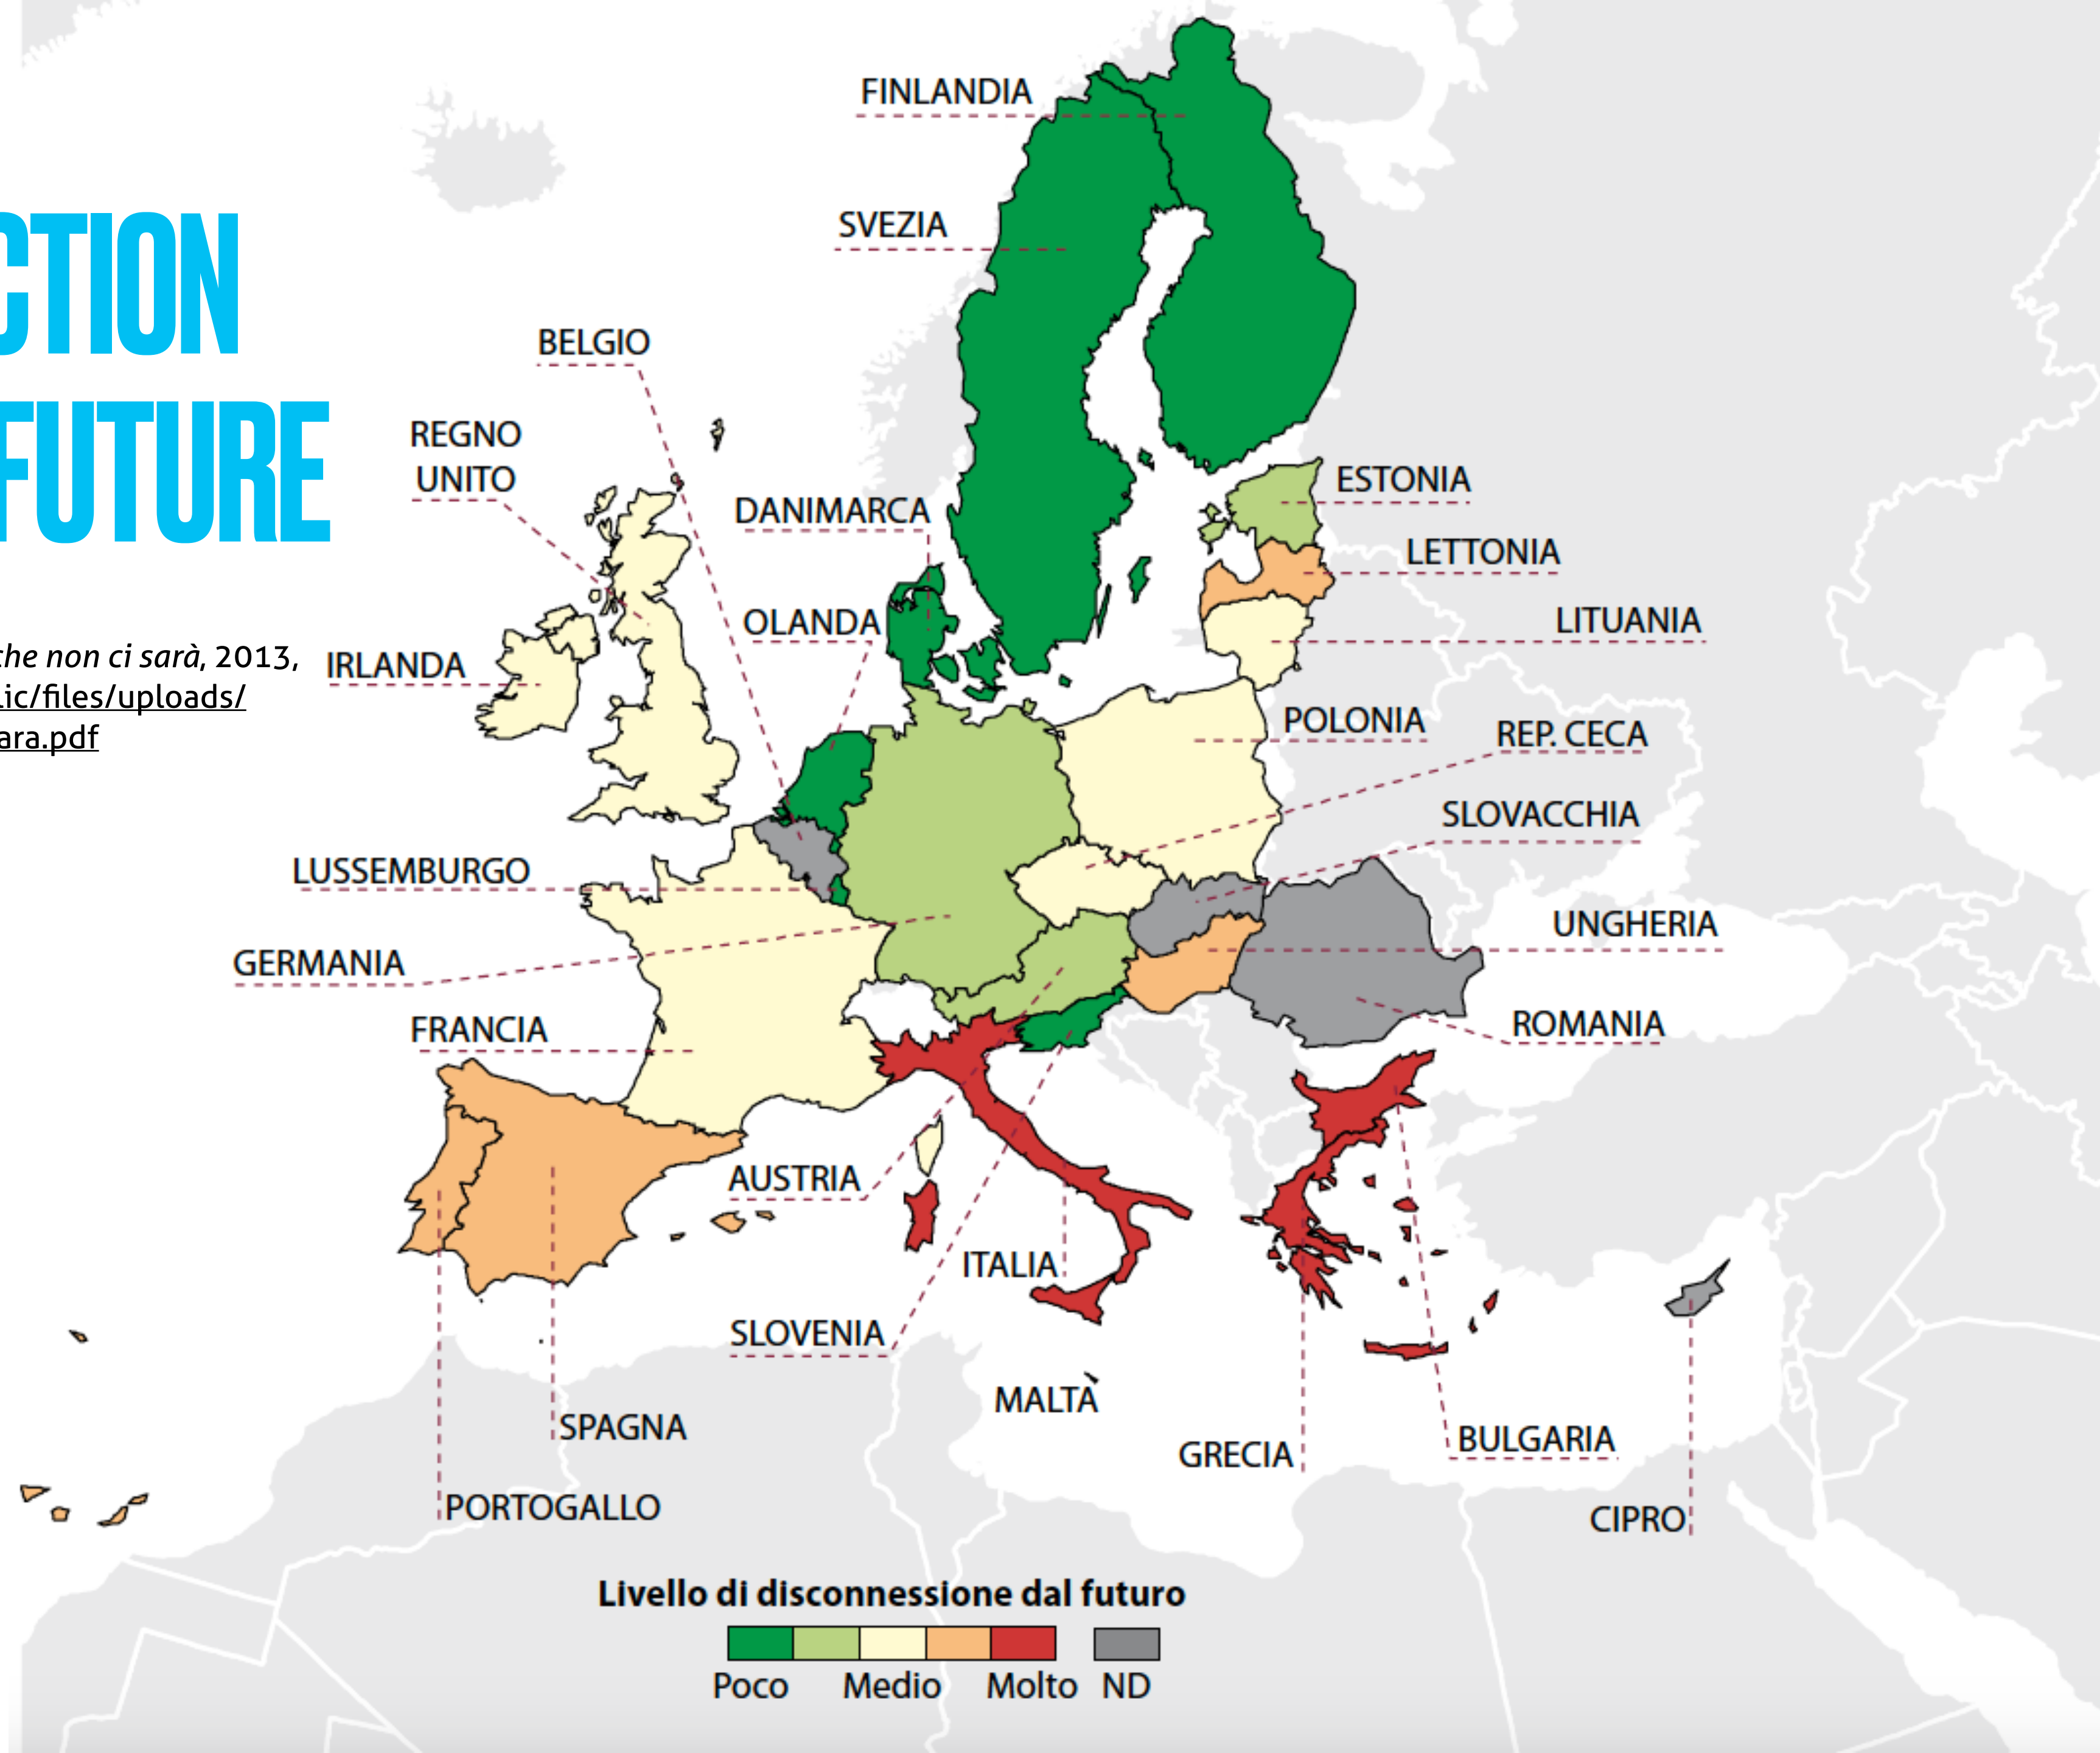 CTION
FUTURE
che non ci sarà, 2013,
lic/files/uploads/
ara.pdf
FINLANDIA
SVEZIA
BELGIO
REGNO
UNITO
DANIMARCA
ESTONIA
LETTONIA
OLANDA
LITUANIA
IRLANDA
POLONIA
REP. CECA
SLOVACCHIA
LUSSEMBURGO
UNGHERIA
GERMANIA
ROMANIA
FRANCIA
AUSTRIA
ITALIA
SLOVENIA
MALTA
SPAGNA
BULGARIA
GRECIA
PORTOGALLO
CIPRO
Livello di disconnessione dal futuro
Poco Medio Molto ND